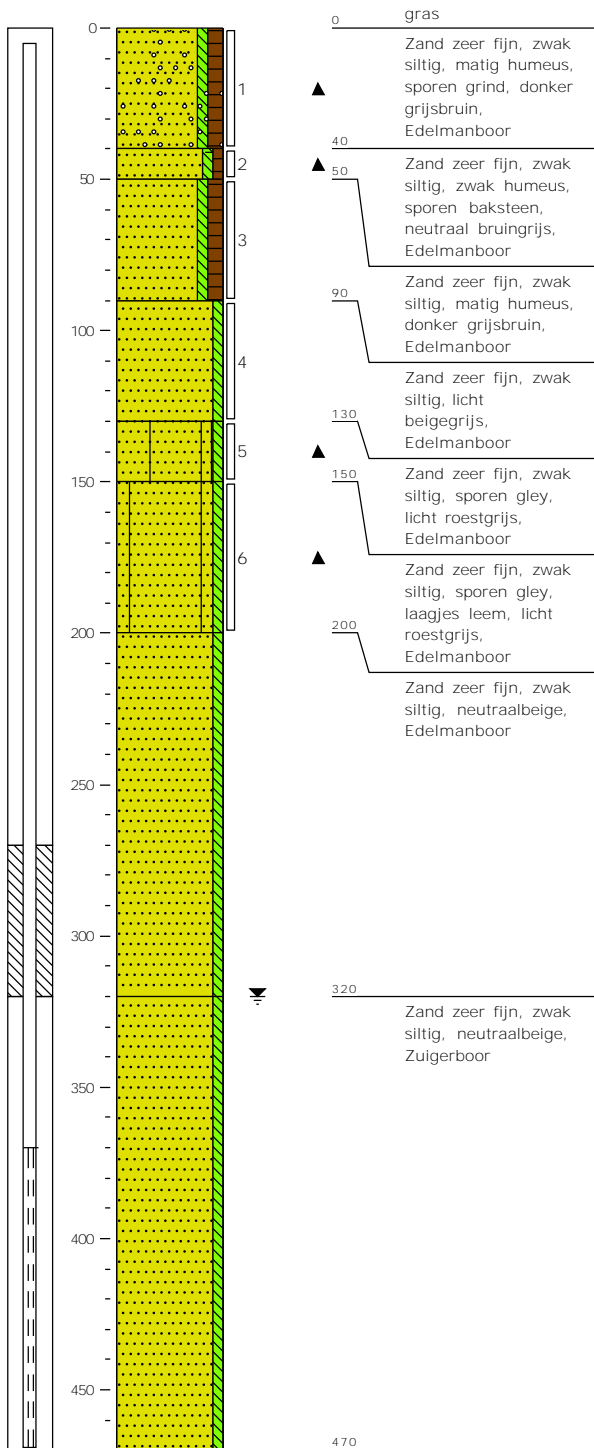 0
gras
0
Zand zeer fijn, zwak
siltig, matig humeus,
sporen grind, donker
grijsbruin,
Edelmanboor
1
40
Zand zeer fijn, zwak
siltig, zwak humeus,
sporen baksteen,
neutraal bruingrijs,
Edelmanboor
2
50
50
3
90
Zand zeer fijn, zwak
siltig, matig humeus,
donker grijsbruin,
Edelmanboor
100
4
Zand zeer fijn, zwak
siltig, licht
beigegrijs,
Edelmanboor
130
5
150
150
Zand zeer fijn, zwak
siltig, sporen gley,
licht roestgrijs,
Edelmanboor
6
Zand zeer fijn, zwak
siltig, sporen gley,
laagjes leem, licht
roestgrijs,
Edelmanboor
200
200
Zand zeer fijn, zwak
siltig, neutraalbeige,
Edelmanboor
250
300
320
Zand zeer fijn, zwak
siltig, neutraalbeige,
Zuigerboor
350
400
450
470